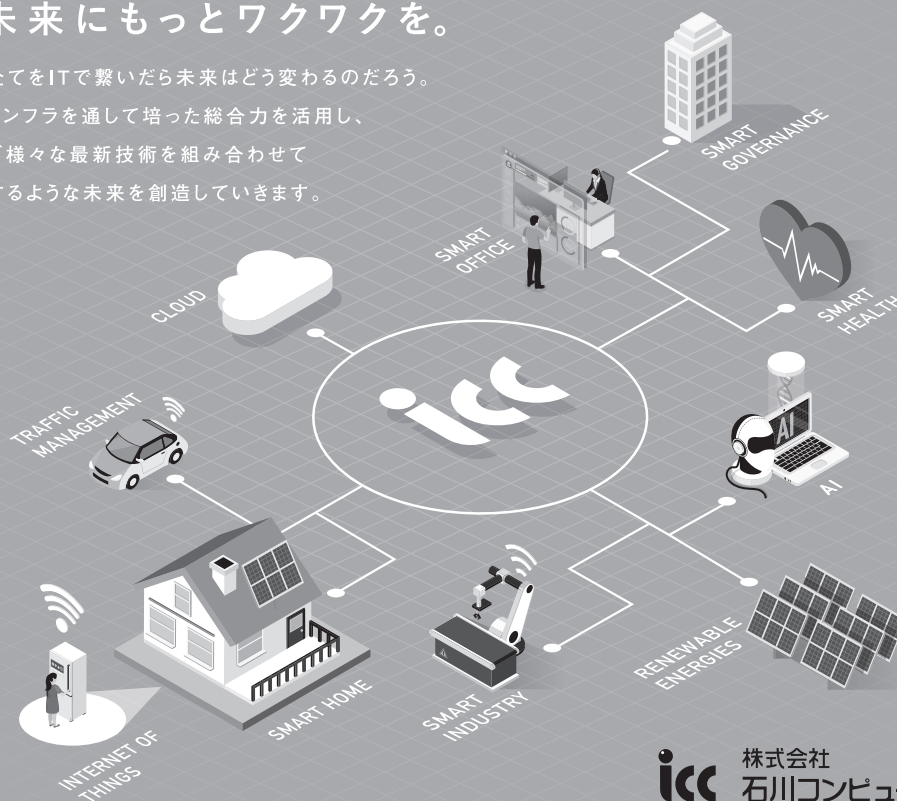 未来にもっとワクワクを。
たてをITで繋いだら未来はどう変わるのだろう。
ンフラを通して培った総合力を活用し、
様々な最新技術を組み合わせて
するような未来を創造していきます。
SMART
GOVERNANCE
SMART
OFFICE
SMART
HEALTH
CLOUD
icc
TRAFFIC
MANAGEMENT
AI
AI
RENEWABLE
ENERGIES
SMART HOME
SMART
INDUSTRY
INTERNET OF
THINGS
icc
株式会社
石川コンピュー